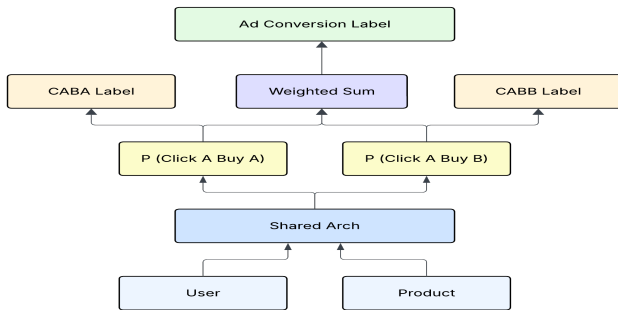 Ad Conversion Label
CABA Label
Weighted Sum
CABB Label
P (Click A Buy A)
P (Click A Buy B)
Shared Arch
User
Product